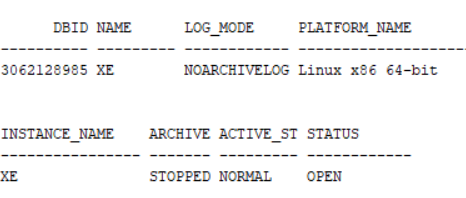 DBID NAME LOG_MODE PLATFORM_NAME
---------- --------- ------------ --------------------
3062128985 XE NOARCHIVELOG Linux x86 64-bit
INSTANCE_NAME ARCHIVE ACTIVE_ST STATUS
---------------- ------- --------- ------------
XE STOPPED NORMAL OPEN